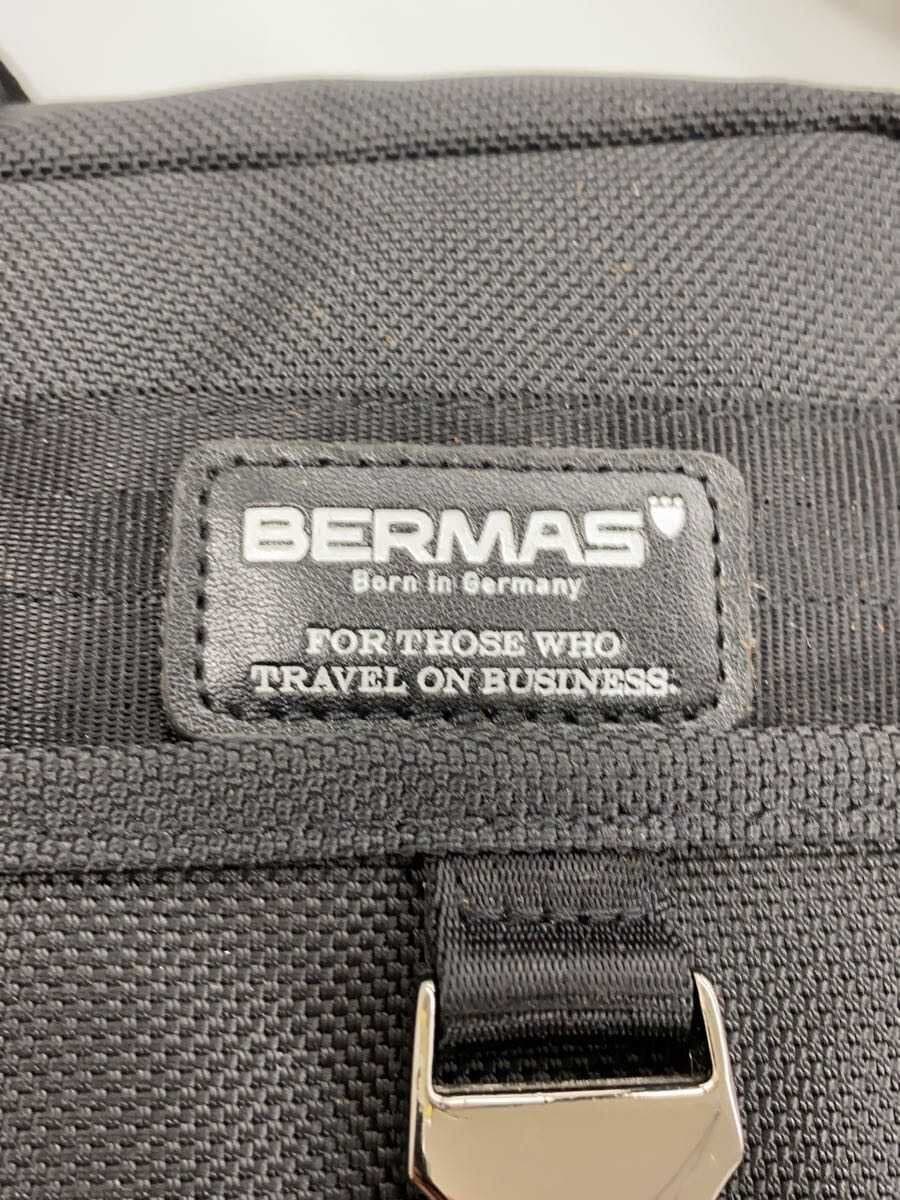 BERMAS
Born in Germany
FOR THOSE WHO
TRAVEL ON BUSINESS.